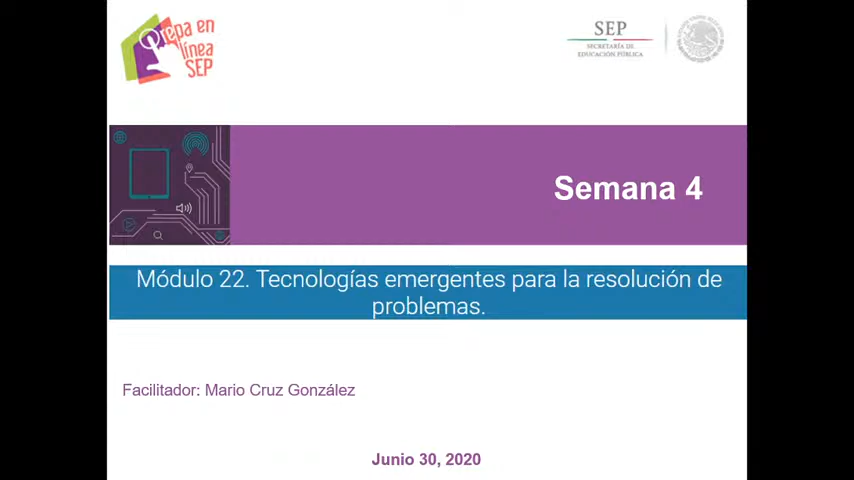 Prepa en
línea
SEP
SEP
SECRETARÍA DE
EDUCACIÓN PÚBLICA
Semana 4
Módulo 22. Tecnologías emergentes para la resolución de
problemas.
Facilitador: Mario Cruz González
Junio 30, 2020